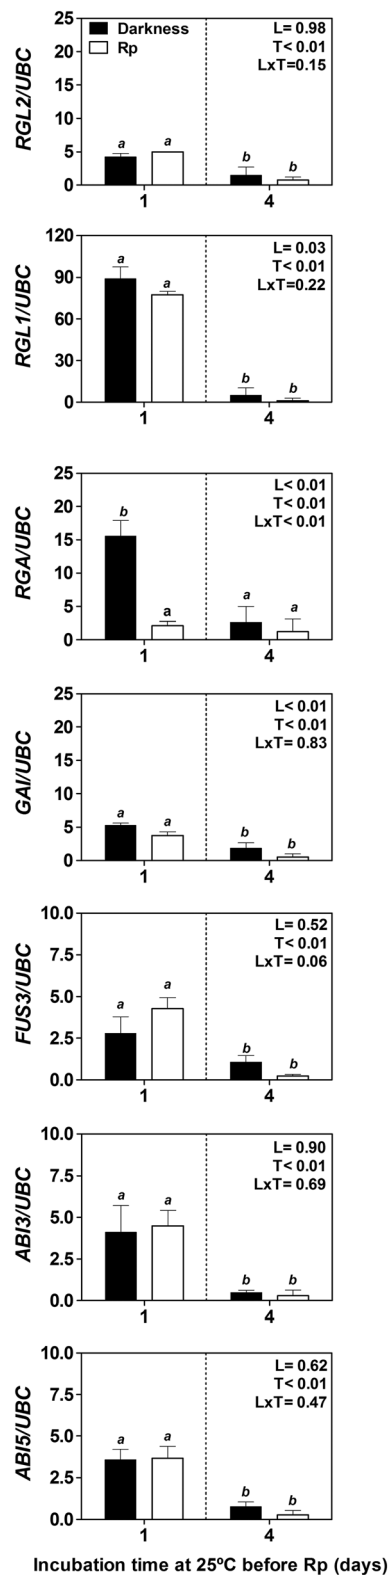 RGL2/UBC
25
20
15
10
5
0
Darkness
Rp
L= 0.98
T< 0.01
LxT=0.15
a a b b
1 4
RGL1/UBC
120
90
60
30
0
L= 0.03
T< 0.01
LxT=0.22
a a b b
1 4
RGA/UBC
25
20
15
10
5
0
L< 0.01
T< 0.01
LxT< 0.01
b a a a
1 4
GAI/UBC
25
20
15
10
5
0
L< 0.01
T< 0.01
LxT= 0.83
a a b b
1 4
FUS3/UBC
10.0
7.5
5.0
2.5
0.0
L= 0.52
T< 0.01
LxT= 0.06
a a b b
1 4
ABI3/UBC
10.0
7.5
5.0
2.5
0.0
L= 0.90
T< 0.01
LxT= 0.69
a a b b
1 4
ABI5/UBC
10.0
7.5
5.0
2.5
0.0
L= 0.62
T< 0.01
LxT= 0.47
a a b b
1 4
Incubation time at 25ºC before Rp (days)